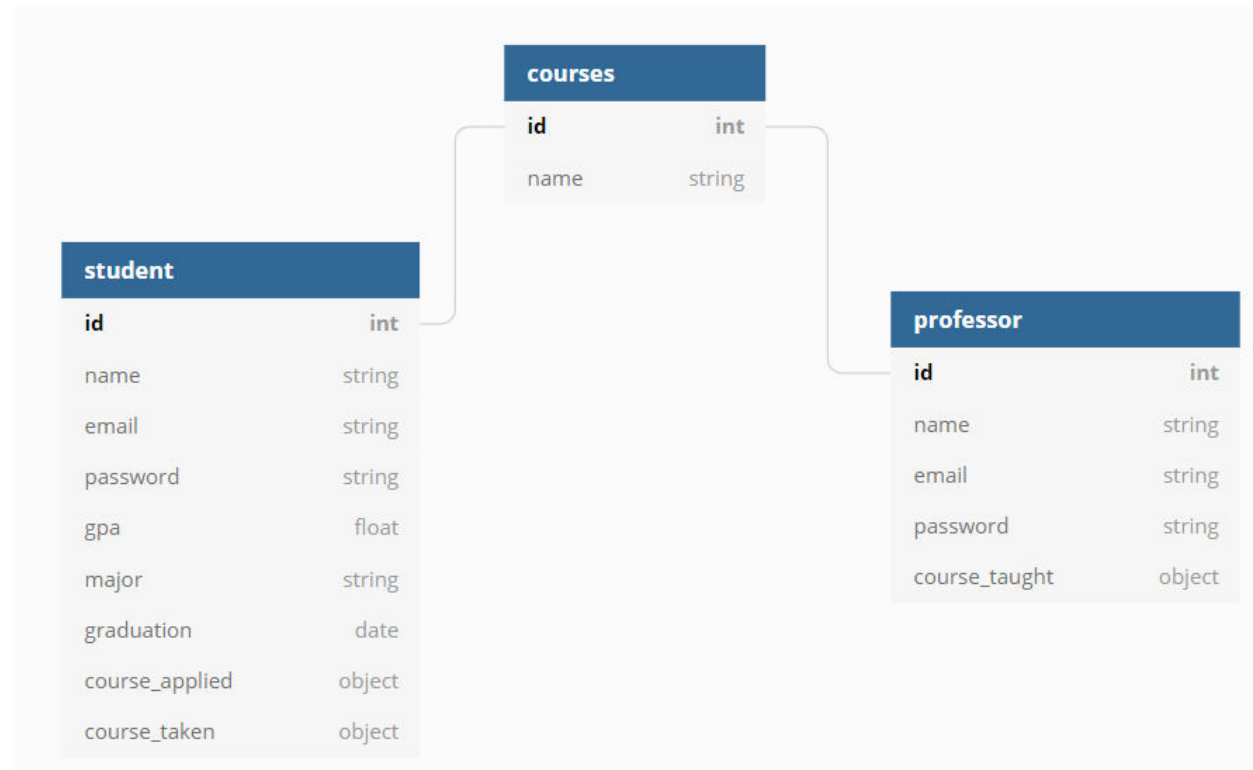 courses
id int
name string
student
id int
name string
email string
password string
gpa float
major string
graduation date
course_applied object
course_taken object
professor
id int
name string
email string
password string
course_taught object